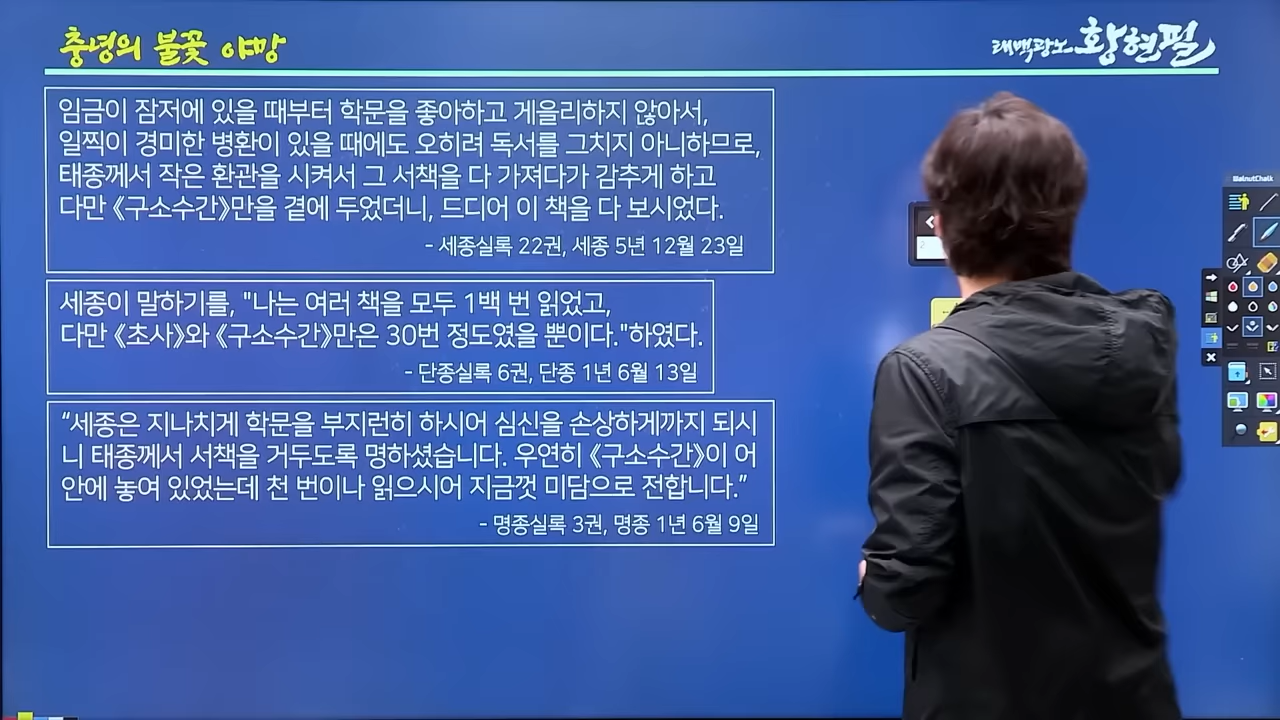 충녕의 불꽃 야망
태백광노 황현필
임금이 잠저에 있을 때부터 학문을 좋아하고 게을리하지 않아서,
일찍이 경미한 병환이 있을 때에도 오히려 독서를 그치지 아니하므로,
태종께서 작은 환관을 시켜서 그 서책을 다 가져다가 감추게 하고
다만 《구소수간》만을 곁에 두었더니, 드디어 이 책을 다 보시었다.
- 세종실록 22권, 세종 5년 12월 23일
세종이 말하기를, "나는 여러 책을 모두 1백 번 읽었고,
다만 《초사》와 《구소수간》만은 30번 정도였을 뿐이다."하였다.
- 단종실록 6권, 단종 1년 6월 13일
“세종은 지나치게 학문을 부지런히 하시어 심신을 손상하게까지 되시
니 태종께서 서책을 거두도록 명하셨습니다. 우연히 《구소수간》이 어
안에 놓여 있었는데 천 번이나 읽으시어 지금껏 미담으로 전합니다.”
- 명종실록 3권, 명종 1년 6월 9일
WalnutChalk